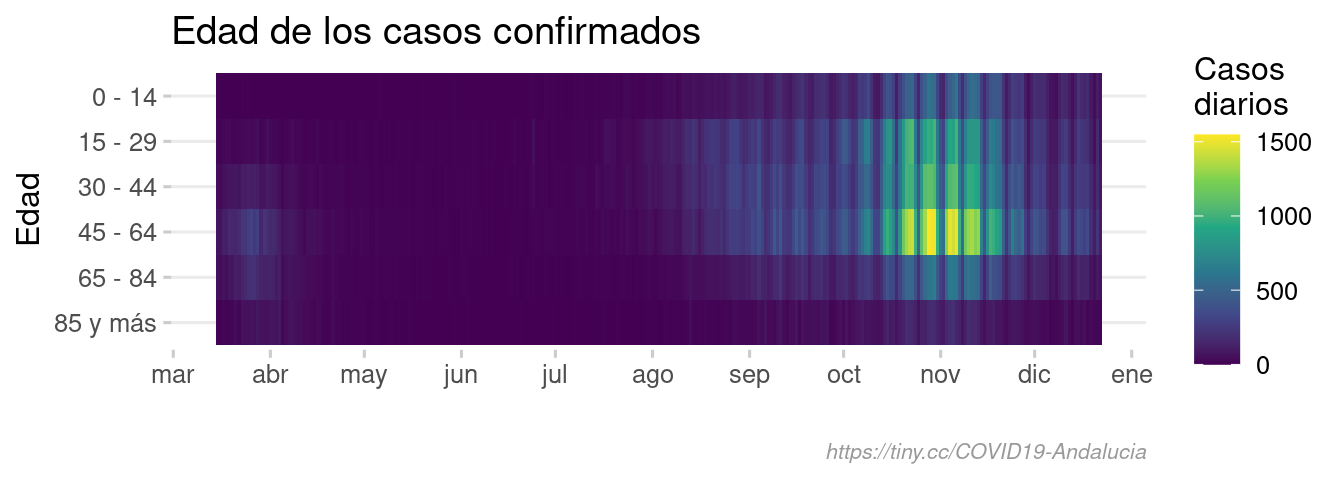 Edad de los casos confirmados
Edad
0 - 14
15 - 29
30 - 44
45 - 64
65 - 84
85 y más
mar abr may jun jul ago sep oct nov dic ene
Casos
diarios
1500
1000
500
0
https://tiny.cc/COVID19-Andalucia